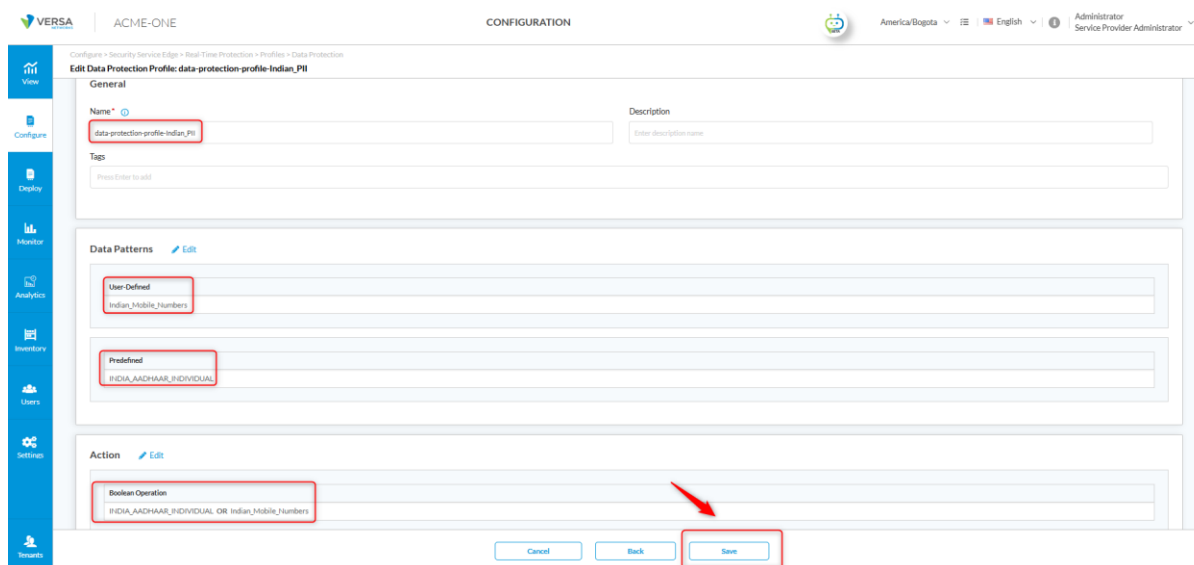 VERSA
NETWORKS
ACME-ONE
CONFIGURATION
America/Bogota
English
Administrator
Service Provider Administrator
Configure > Security Service Edge > Real-Time Protection > Profiles > Data Protection
Edit Data Protection Profile: data-protection-profile-Indian_PII
View
Configure
Deploy
Monitor
Analytics
Inventory
Users
Settings
Tenants
General
Name*
Description
data-protection-profile-Indian_PII
Enter description name
Tags
Press Enter to add
Data Patterns
Edit
User-Defined
Indian_Mobile_Numbers
Predefined
INDIA_AADHAAR_INDIVIDUAL
Action
Edit
Boolean Operation
INDIA_AADHAAR_INDIVIDUAL OR Indian_Mobile_Numbers
Cancel
Back
Save